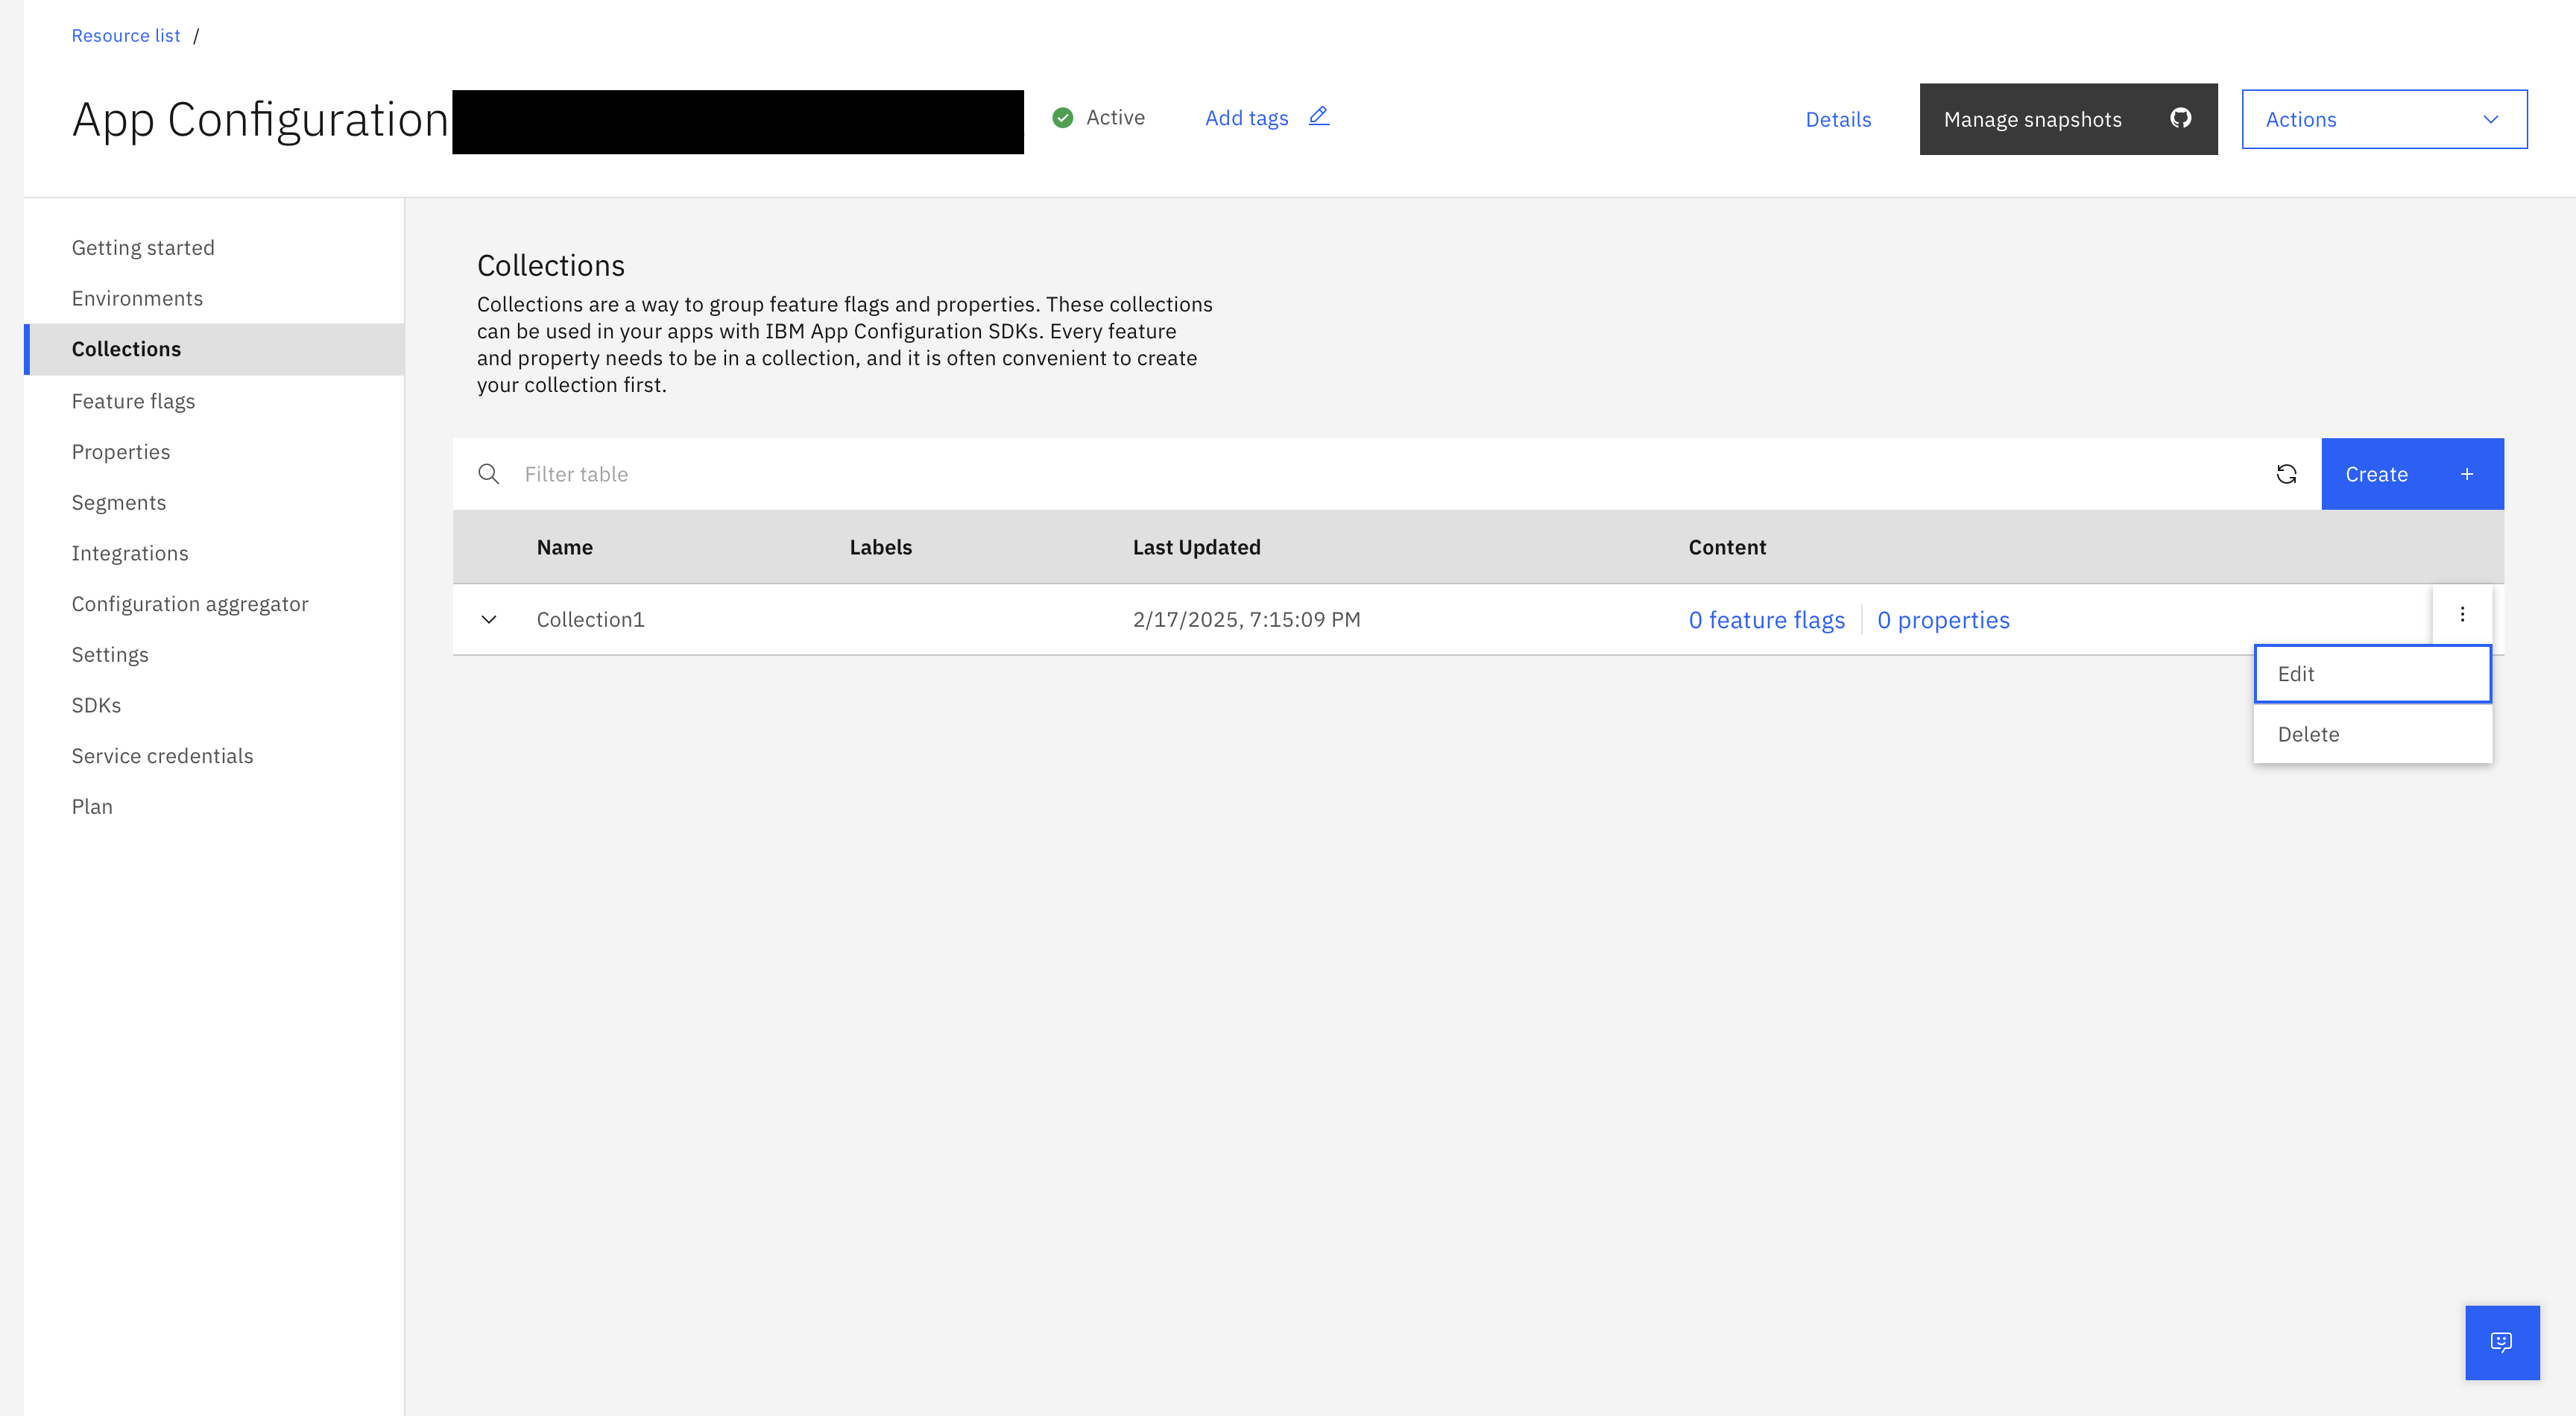 Resource list /
App Configuration
Active
Add tags
Details
Manage snapshots
Actions
Getting started
Environments
Collections
Feature flags
Properties
Segments
Integrations
Configuration aggregator
Settings
SDKs
Service credentials
Plan
Collections
Collections are a way to group feature flags and properties. These collections
can be used in your apps with IBM App Configuration SDKs. Every feature
and property needs to be in a collection, and it is often convenient to create
your collection first.
Filter table
Create +
Name Labels Last Updated Content
Collection1 2/17/2025, 7:15:09 PM 0 feature flags 0 properties
Edit
Delete